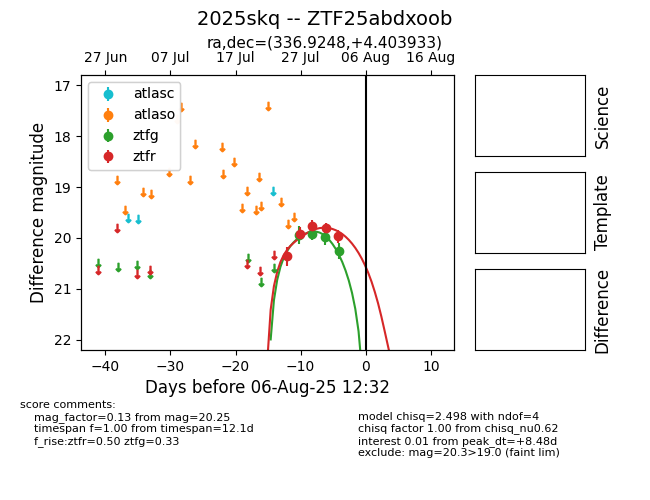 2025skq -- ZTF25abdxoob
ra,dec=(336.9248,+4.403933)
27 Jun 07 Jul 17 Jul 27 Jul 06 Aug 16 Aug
17
18
19
20
21
22
Difference magnitude
atlasc
atlaso
ztfg
ztfr
−40 −30 −20 −10 0 10
Days before 06-Aug-25 12:32
Science
Template
Difference
score comments:
mag_factor=0.13 from mag=20.25
timespan f=1.00 from timespan=12.1d
f_rise:ztfr=0.50 ztfg=0.33
model chisq=2.498 with ndof=4
chisq factor 1.00 from chisq_nu0.62
interest 0.01 from peak_dt=+8.48d
exclude: mag=20.3>19.0 (faint lim)